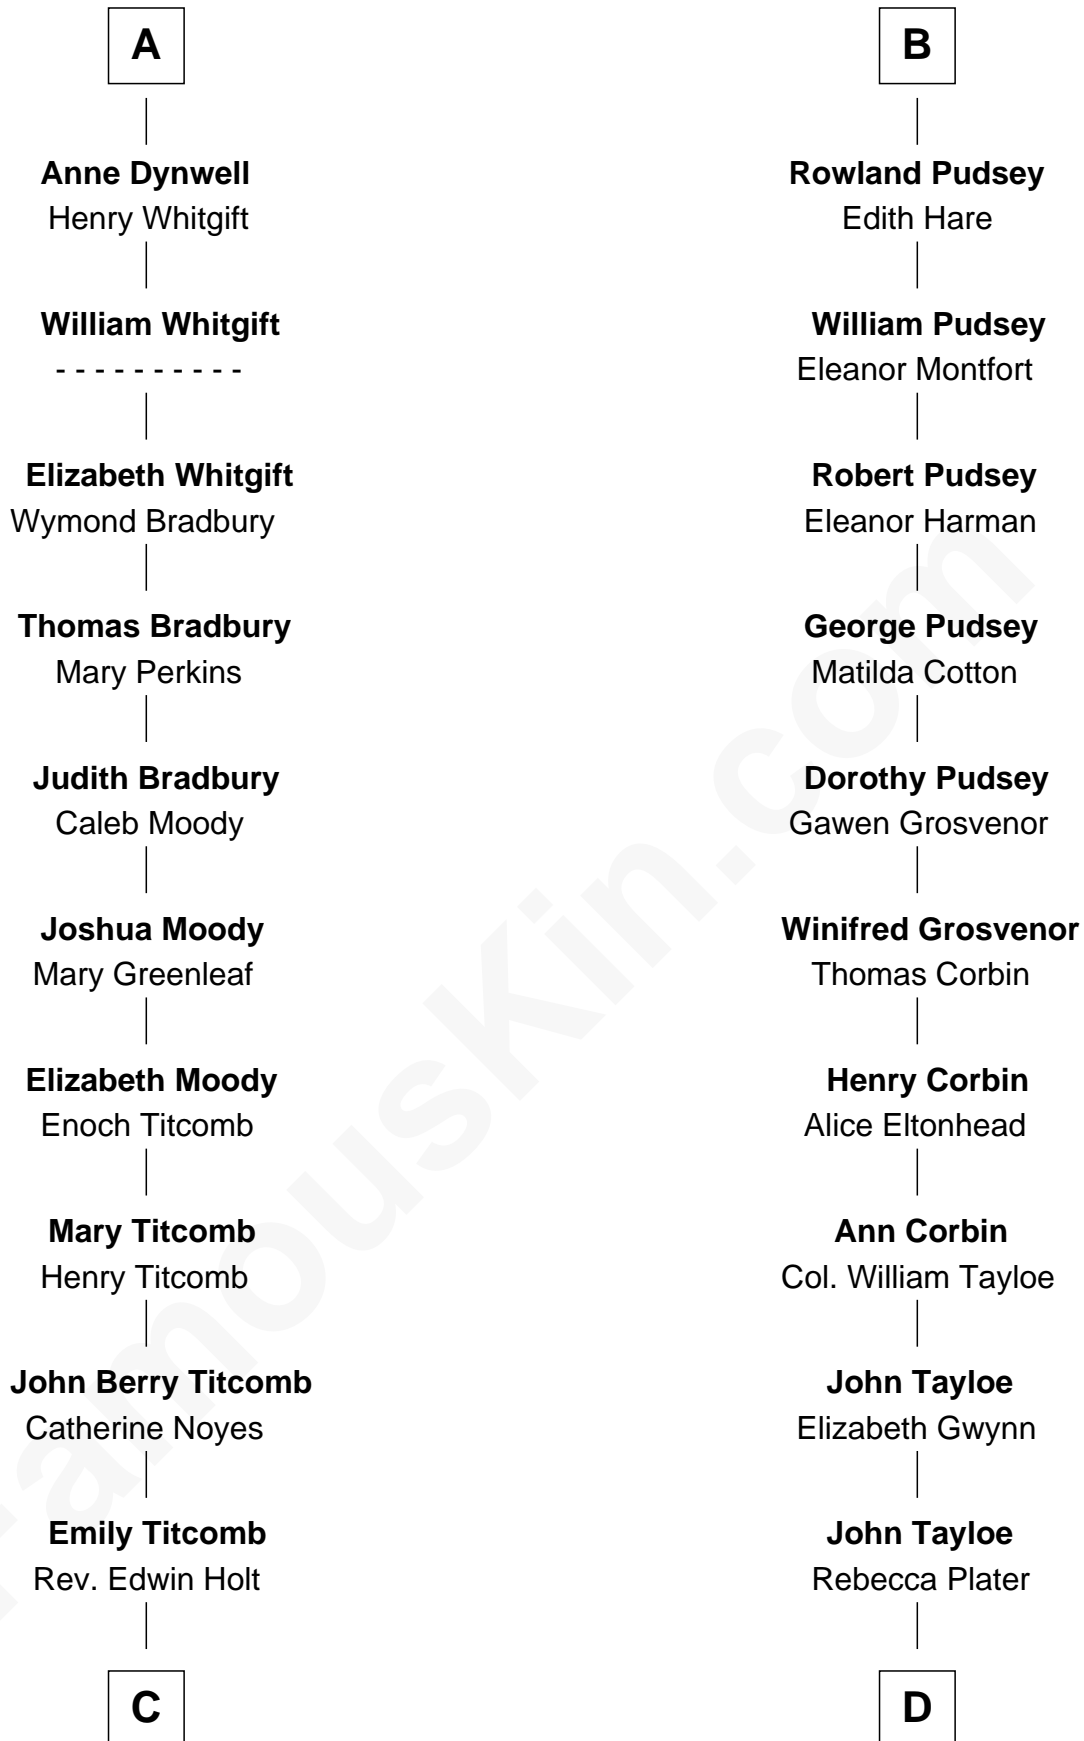 A
Anne Dynwell
Henry Whitgift
William Whitgift
- - - - - - - - - -
Elizabeth Whitgift
Wymond Bradbury
Thomas Bradbury
Mary Perkins
Judith Bradbury
Caleb Moody
Joshua Moody
Mary Greenleaf
Elizabeth Moody
Enoch Titcomb
Mary Titcomb
Henry Titcomb
John Berry Titcomb
Catherine Noyes
Emily Titcomb
Rev. Edwin Holt
C
B
Rowland Pudsey
Edith Hare
William Pudsey
Eleanor Montfort
Robert Pudsey
Eleanor Harman
George Pudsey
Matilda Cotton
Dorothy Pudsey
Gawen Grosvenor
Winifred Grosvenor
Thomas Corbin
Henry Corbin
Alice Eltonhead
Ann Corbin
Col. William Tayloe
John Tayloe
Elizabeth Gwynn
John Tayloe
Rebecca Plater
D
FamousKin.com